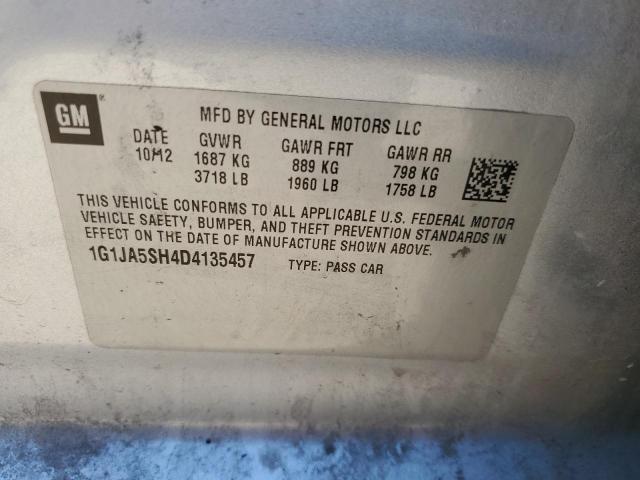 GM ®
MFD BY GENERAL MOTORS LLC
DATE GVWR GAWR FRT GAWR RR
10/12 1687 KG 889 KG 798 KG
3718 LB 1960 LB 1758 LB
THIS VEHICLE CONFORMS TO ALL APPLICABLE U.S. FEDERAL MOTOR
VEHICLE SAFETY, BUMPER, AND THEFT PREVENTION STANDARDS IN
EFFECT ON THE DATE OF MANUFACTURE SHOWN ABOVE.
1G1JA5SH4D4135457 TYPE: PASS CAR